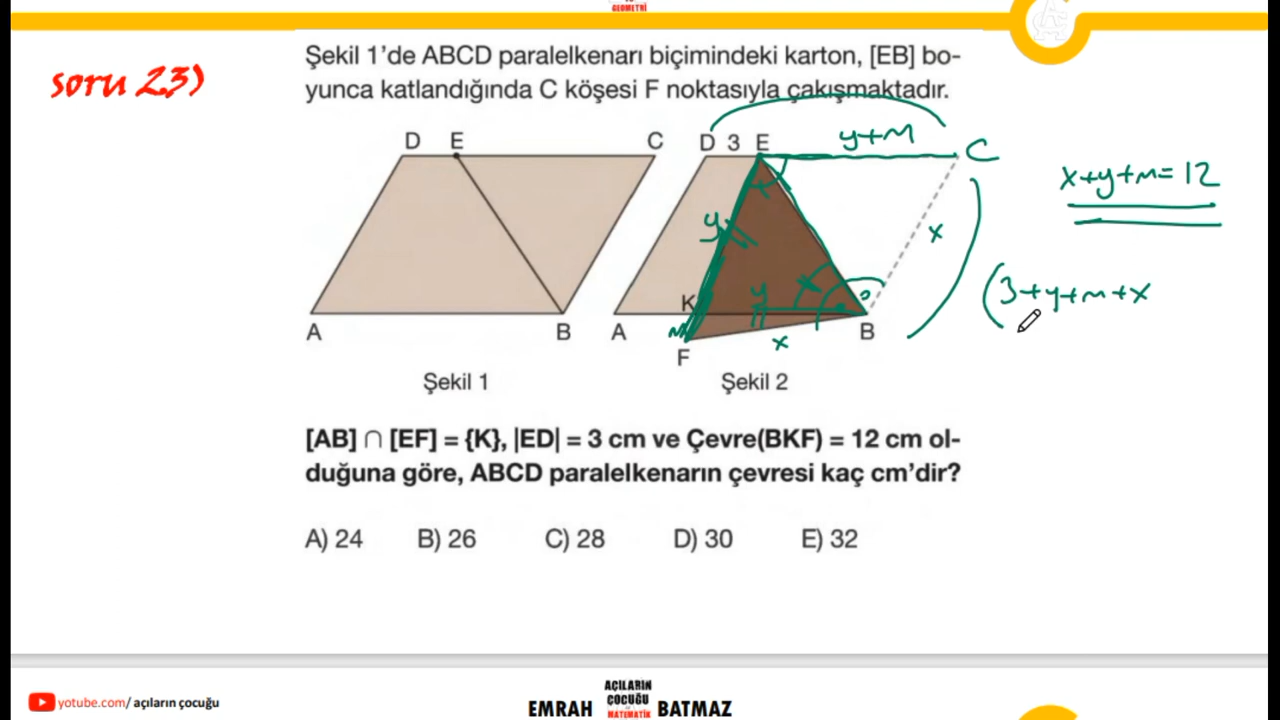 GEOMETRİ
soru 23)
Şekil 1'de ABCD paralelkenarı biçimindeki karton, [EB] bo-
yunca katlandığında C köşesi F noktasıyla çakışmaktadır.
D E C D 3 E y+m C
x+y+m=12
y x
(3+y+m+x
K y o
A B A m x B
F
Şekil 1 Şekil 2
[AB] ∩ [EF] = {K}, |ED| = 3 cm ve Çevre(BKF) = 12 cm ol-
duğuna göre, ABCD paralelkenarın çevresi kaç cm'dir?
A) 24 B) 26 C) 28 D) 30 E) 32
yotube.com/ açıların çocuğu
EMRAH AÇILARIN ÇOCUĞU MATEMATİK BATMAZ